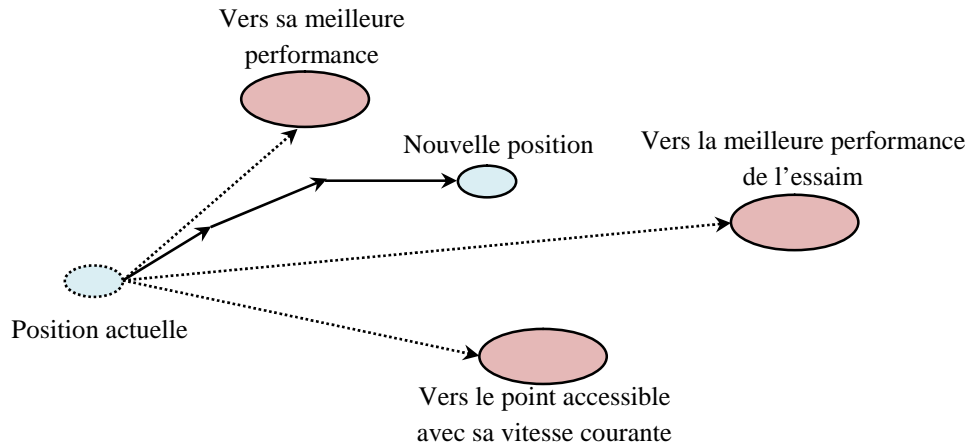 Vers sa meilleure
performance
Nouvelle position
Vers la meilleure performance
de l’essaim
Position actuelle
Vers le point accessible
avec sa vitesse courante